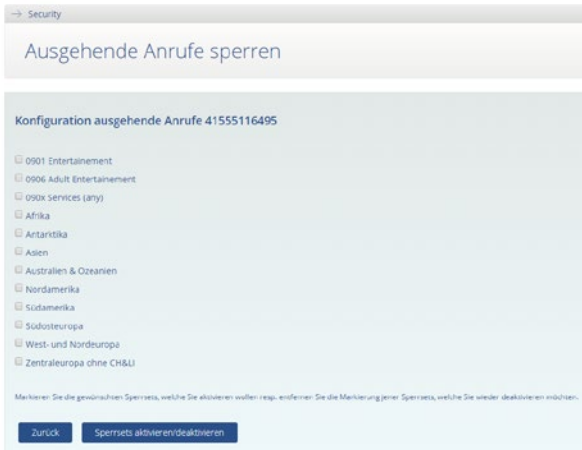 → Security
Ausgehende Anrufe sperren
Konfiguration ausgehende Anrufe 41555116495
0901 Entertainement
0906 Adult Entertainement
090x Services (any)
Afrika
Antarktika
Asien
Australien & Ozeanien
Nordamerika
Südamerika
Südosteuropa
West- und Nordeuropa
Zentraleuropa ohne CH&LI
Markieren Sie die gewünschten Sperrsets, welche Sie aktivieren wollen resp. entfernen Sie die Markierung jener Sperrsets, welche Sie wieder deaktivieren möchten.
Zurück Sperrsets aktivieren/deaktivieren